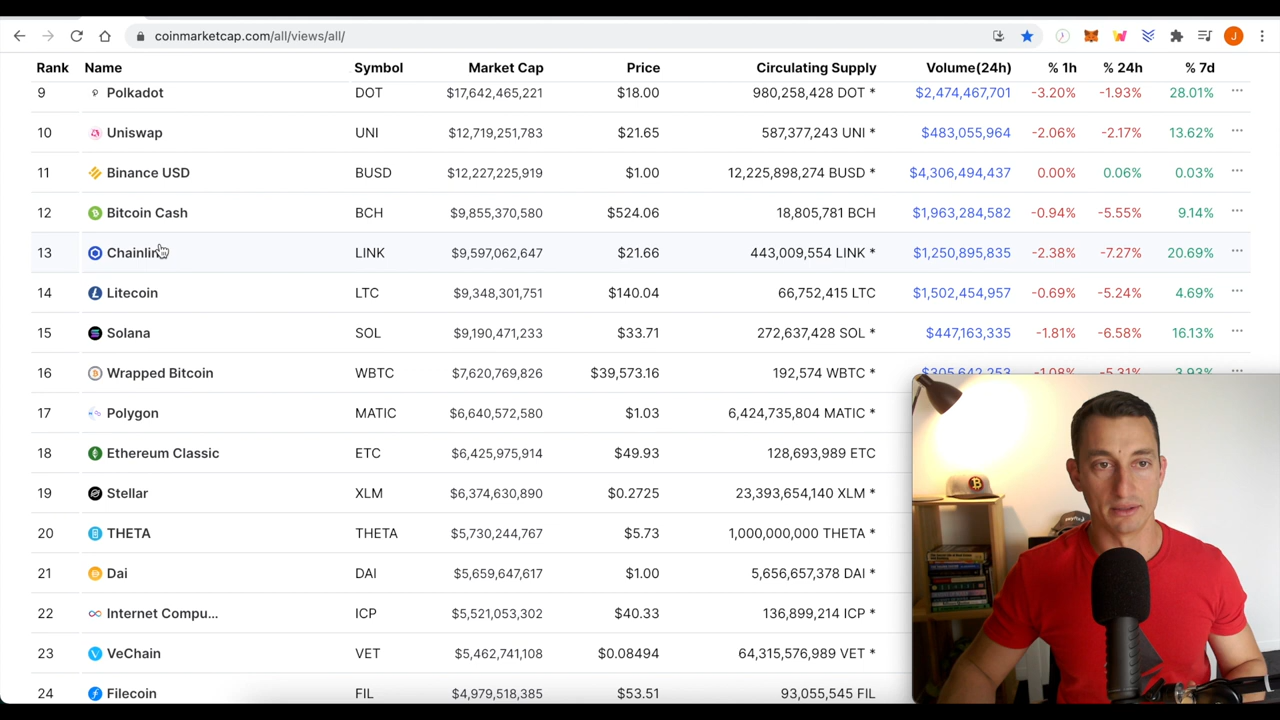 coinmarketcap.com/all/views/all/
J
Rank Name Symbol Market Cap Price Circulating Supply Volume(24h) % 1h % 24h % 7d
9 Polkadot DOT $17,642,465,221 $18.00 980,258,428 DOT * $2,474,467,701 -3.20% -1.93% 28.01%
10 Uniswap UNI $12,719,251,783 $21.65 587,377,243 UNI * $483,055,964 -2.06% -2.17% 13.62%
11 Binance USD BUSD $12,227,225,919 $1.00 12,225,898,274 BUSD * $4,306,494,437 0.00% 0.06% 0.03%
12 Bitcoin Cash BCH $9,855,370,580 $524.06 18,805,781 BCH $1,963,284,582 -0.94% -5.55% 9.14%
13 Chainlink LINK $9,597,062,647 $21.66 443,009,554 LINK * $1,250,895,835 -2.38% -7.27% 20.69%
14 Litecoin LTC $9,348,301,751 $140.04 66,752,415 LTC $1,502,454,957 -0.69% -5.24% 4.69%
15 Solana SOL $9,190,471,233 $33.71 272,637,428 SOL * $447,163,335 -1.81% -6.58% 16.13%
16 Wrapped Bitcoin WBTC $7,620,769,826 $39,573.16 192,574 WBTC * $305,642,253 -1.08% -5.31% 3.93%
17 Polygon MATIC $6,640,572,580 $1.03 6,424,735,804 MATIC *
18 Ethereum Classic ETC $6,425,975,914 $49.93 128,693,989 ETC
19 Stellar XLM $6,374,630,890 $0.2725 23,393,654,140 XLM *
20 THETA THETA $5,730,244,767 $5.73 1,000,000,000 THETA *
21 Dai DAI $5,659,647,617 $1.00 5,656,657,378 DAI *
22 Internet Compu... ICP $5,521,053,302 $40.33 136,899,214 ICP *
23 VeChain VET $5,462,741,108 $0.08494 64,315,576,989 VET *
24 Filecoin FIL $4,979,518,385 $53.51 93,055,545 FIL